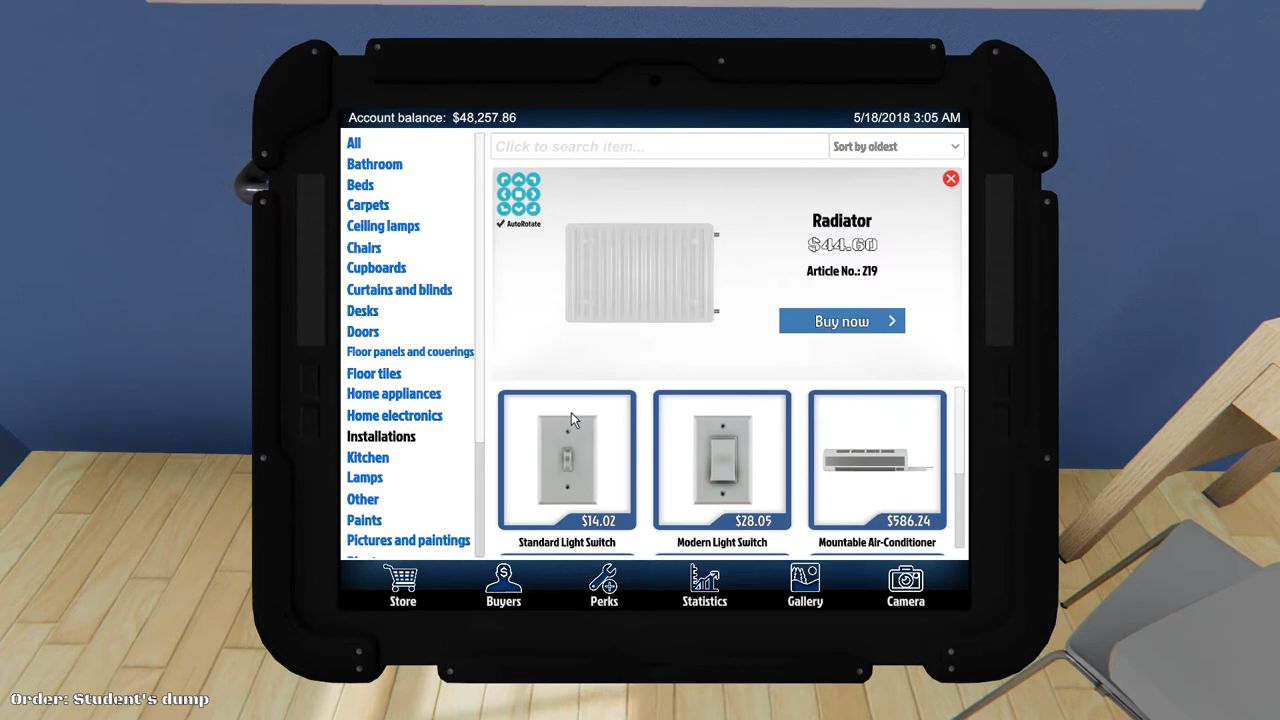 Account balance: $48,257.86
5/18/2018 3:05 AM
All
Bathroom
Beds
Carpets
Ceiling lamps
Chairs
Cupboards
Curtains and blinds
Desks
Doors
Floor panels and coverings
Floor tiles
Home appliances
Home electronics
Installations
Kitchen
Lamps
Other
Paints
Pictures and paintings
Click to search item...
Sort by oldest
AutoRotate
Radiator
$44.60
Article No.: Z19
Buy now
$14.02
Standard Light Switch
$28.05
Modern Light Switch
$586.24
Mountable Air-Conditioner
Store
Buyers
Perks
Statistics
Gallery
Camera
Order: Student's dump